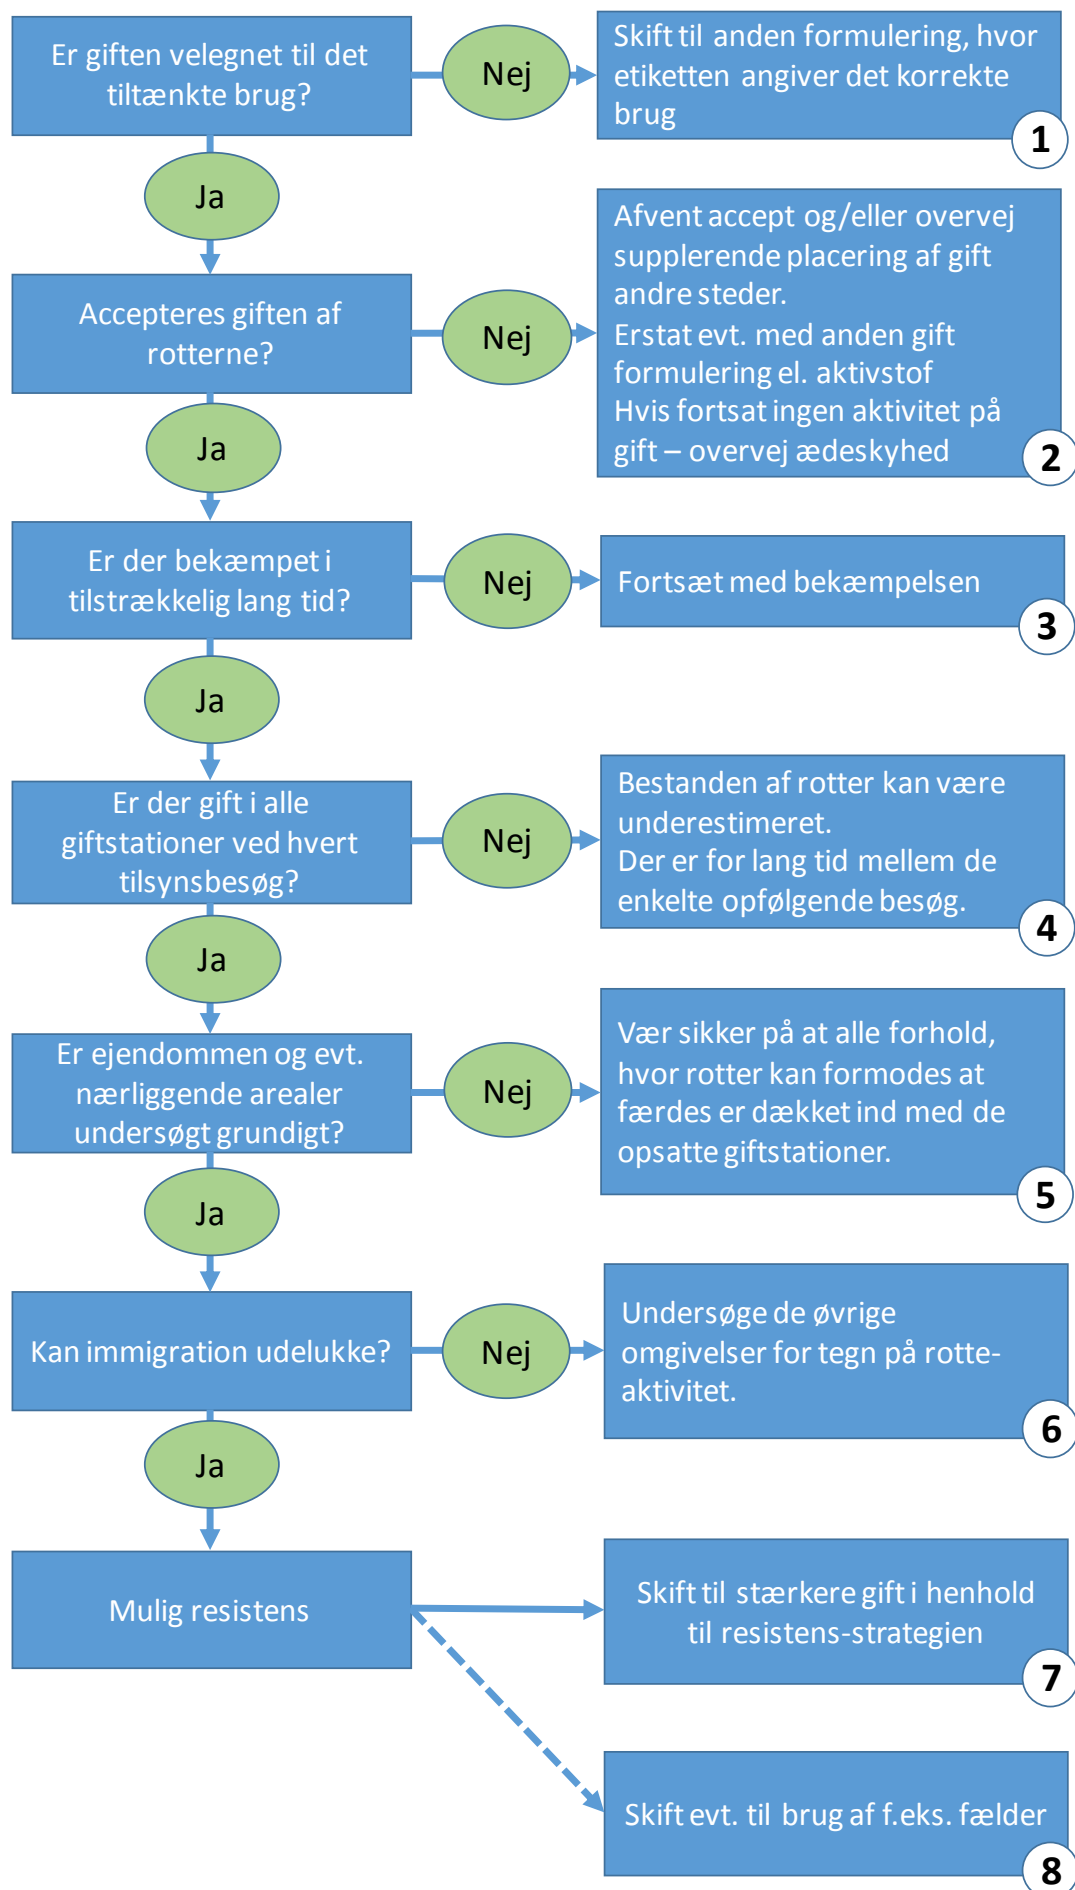 Er giften velegnet til det
tiltænkte brug?
Nej
Skift til anden formulering, hvor
etiketten angiver det korrekte
brug
1
Ja
Accepteres giften af
rotterne?
Nej
Afvent accept og/eller overvej
supplerende placering af gift
andre steder.
Erstat evt. med anden gift
formulering el. aktivstof
Hvis fortsat ingen aktivitet på
gift – overvej ædeskyhed
2
Ja
Er der bekæmpet i
tilstrækkelig lang tid?
Nej
Fortsæt med bekæmpelsen
3
Ja
Er der gift i alle
giftstationer ved hvert
tilsynsbesøg?
Nej
Bestanden af rotter kan være
underestimeret.
Der er for lang tid mellem de
enkelte opfølgende besøg.
4
Ja
Er ejendommen og evt.
nærliggende arealer
undersøgt grundigt?
Nej
Vær sikker på at alle forhold,
hvor rotter kan formodes at
færdes er dækket ind med de
opsatte giftstationer.
5
Ja
Kan immigration udelukke?
Nej
Undersøge de øvrige
omgivelser for tegn på rotte-
aktivitet.
6
Ja
Mulig resistens
Skift til stærkere gift i henhold
til resistens-strategien
7
Skift evt. til brug af f.eks. fælder
8